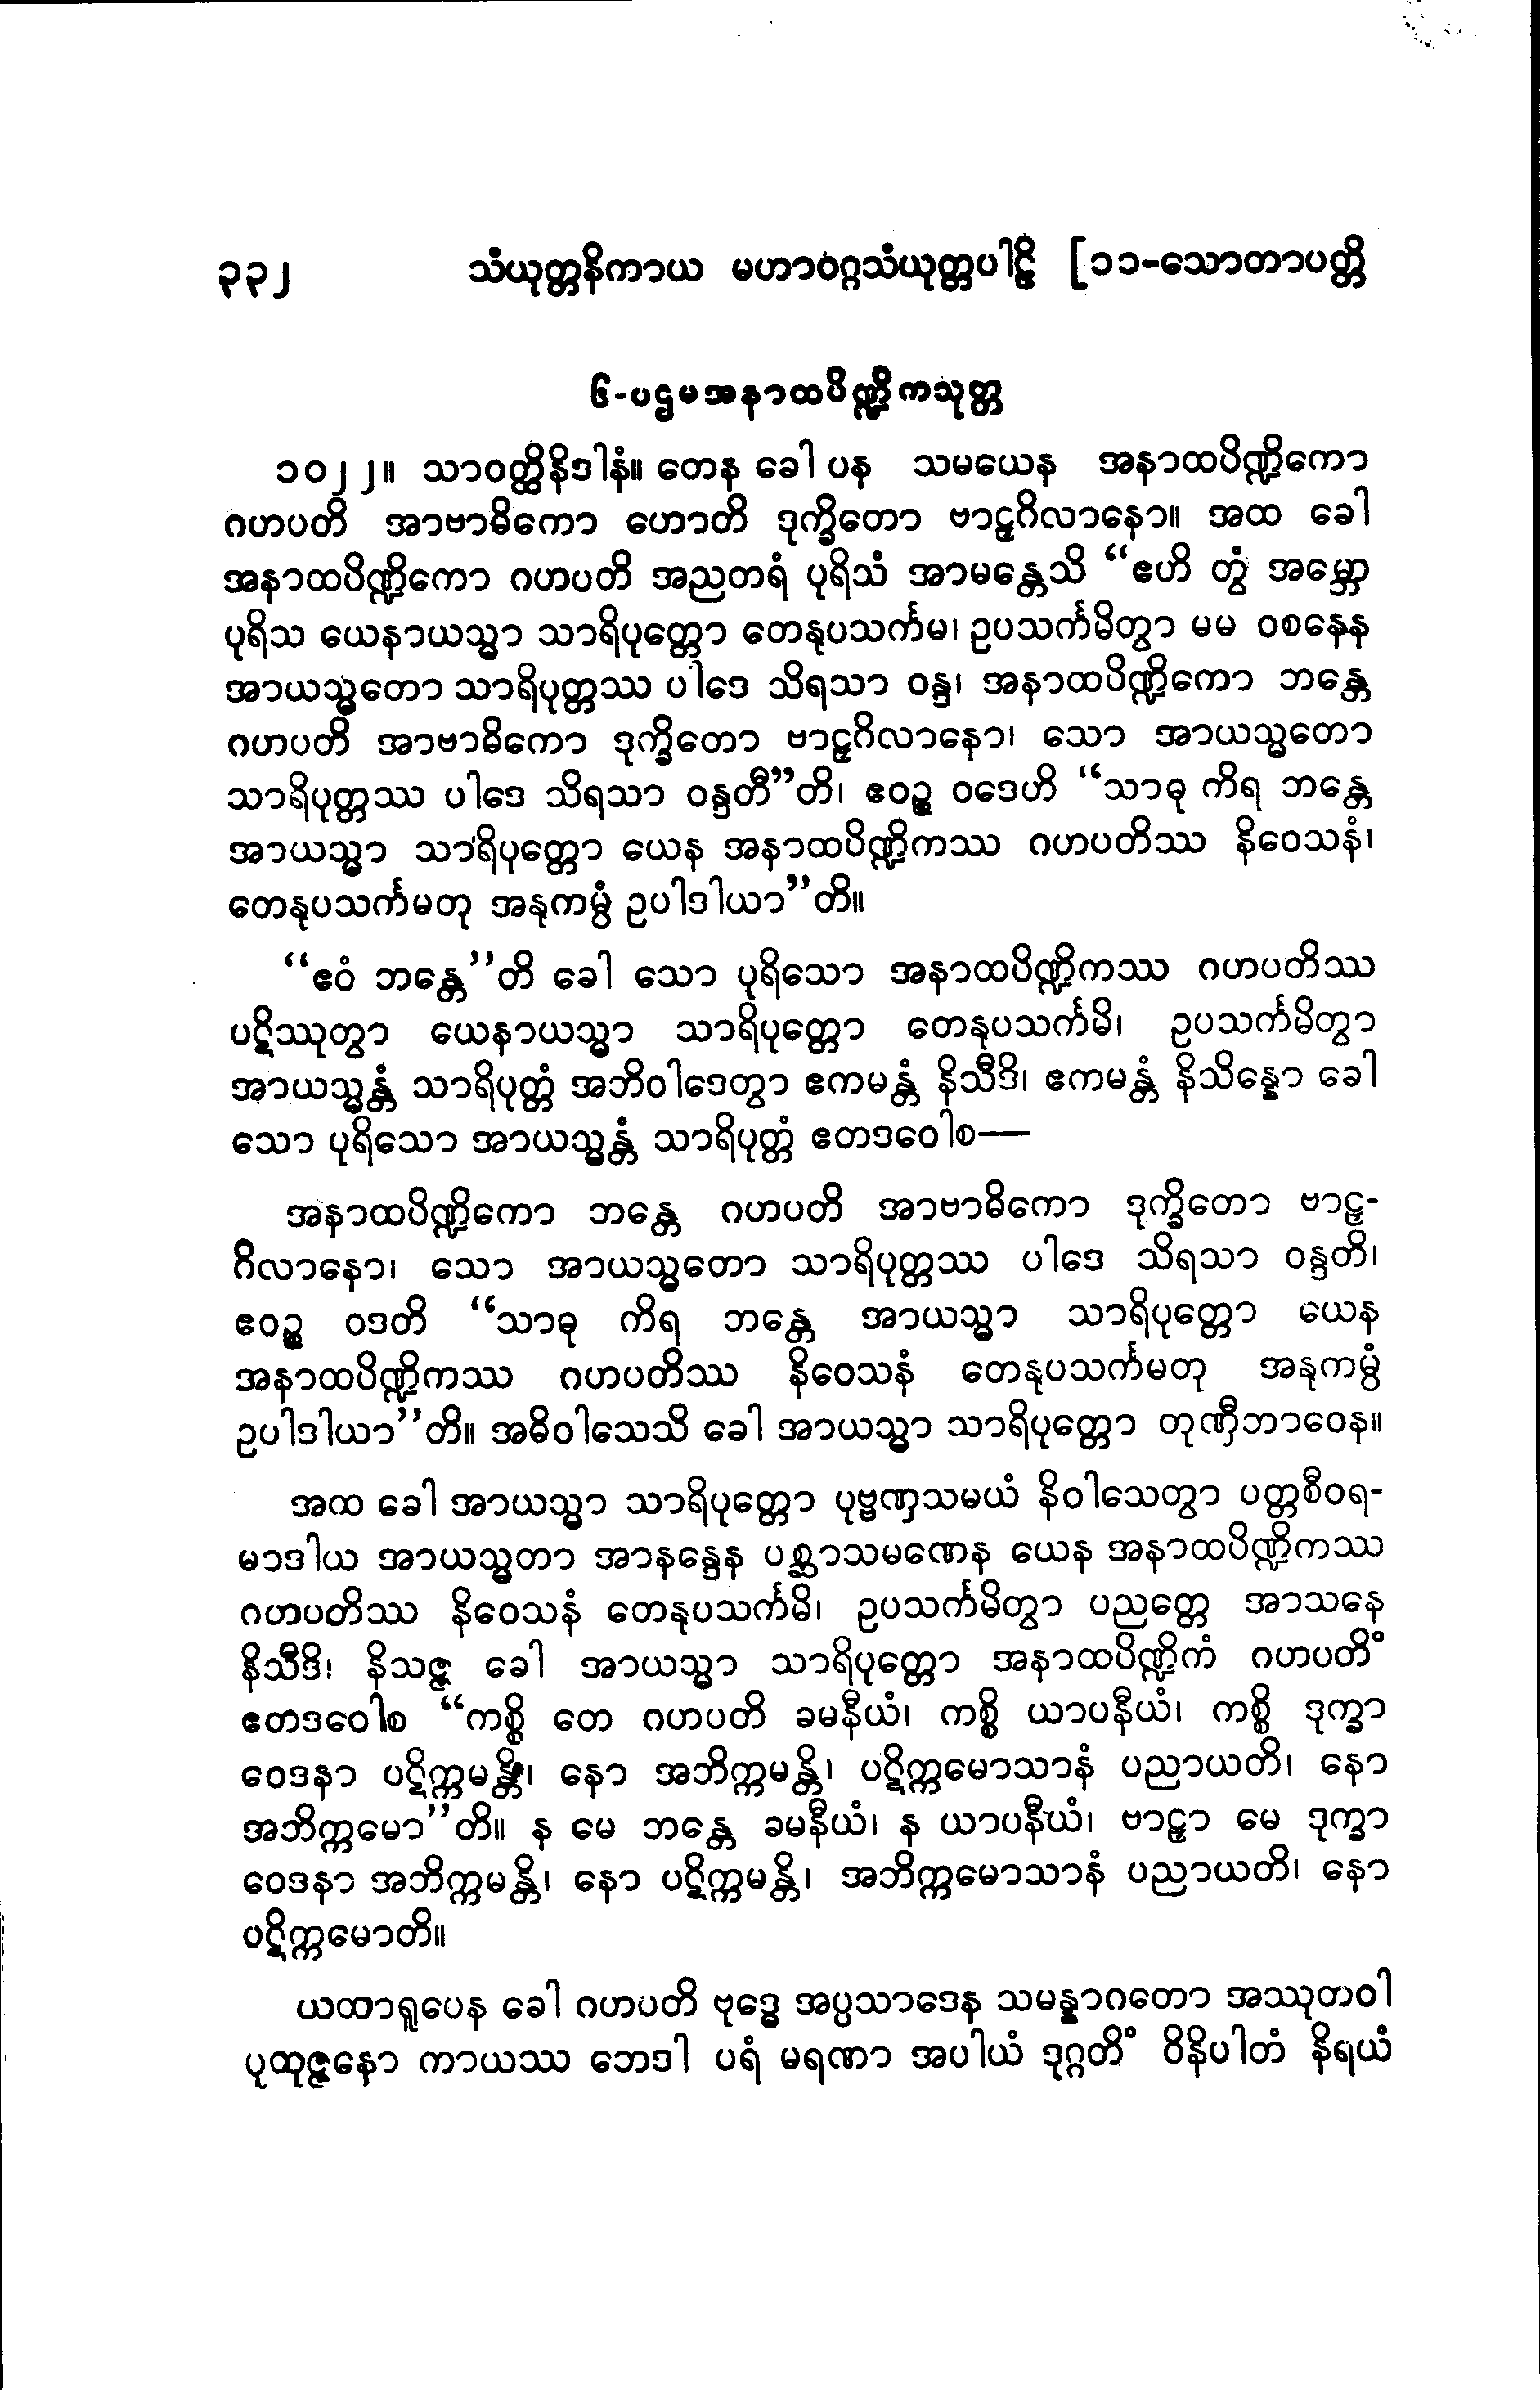 ၃၃၂ သံယုတ္တနိကာယ မဟာဝဂ္ဂသံယုတ္တပါဠိ [၁၁-သောတာပတ္တိ
၆-ပဌမအနာထပိဏ္ဍိကသုတ္တ
၁၀၂၂။ သာဝတ္ထိနိဒါနံ။ တေန ခေါ ပန သမယေန အနာထပိဏ္ဍိကော
ဂဟပတိ အာဗာဓိကော ဟောတိ ဒုက္ခိတော ဗာဠှဂိလာနော။ အထ ခေါ
အနာထပိဏ္ဍိကော ဂဟပတိ အညတရံ ပုရိသံ အာမန္တေသိ “ဧဟိ တွံ အမ္ဘော
ပုရိသ ယေနာယသ္မာ သာရိပုတ္တော တေနုပသင်္ကမ၊ ဥပသင်္ကမိတွာ မမ ဝစနေန
အာယသ္မတော သာရိပုတ္တဿ ပါဒေ သိရသာ ဝန္ဒ၊ အနာထပိဏ္ဍိကော ဘန္တေ
ဂဟပတိ အာဗာဓိကော ဒုက္ခိတော ဗာဠှဂိလာနော၊ သော အာယသ္မတော
သာရိပုတ္တဿ ပါဒေ သိရသာ ဝန္ဒတီ”တိ၊ ဧဝဉ္စ ဝဒေဟိ “သာဓု ကိရ ဘန္တေ
အာယသ္မာ သာရိပုတ္တော ယေန အနာထပိဏ္ဍိကဿ ဂဟပတိဿ နိဝေသနံ၊
တေနုပသင်္ကမတု အနုကမ္ပံ ဥပါဒါယာ”တိ။
“ဧဝံ ဘန္တေ”တိ ခေါ သော ပုရိသော အနာထပိဏ္ဍိကဿ ဂဟပတိဿ
ပဋိဿုတွာ ယေနာယသ္မာ သာရိပုတ္တော တေနုပသင်္ကမိ၊ ဥပသင်္ကမိတွာ
အာယသ္မန္တံ သာရိပုတ္တံ အဘိဝါဒေတွာ ဧကမန္တံ နိသီဒိ၊ ဧကမန္တံ နိသိန္နော ခေါ
သော ပုရိသော အာယသ္မန္တံ သာရိပုတ္တံ ဧတဒဝေါစ—
အနာထပိဏ္ဍိကော ဘန္တေ ဂဟပတိ အာဗာဓိကော ဒုက္ခိတော ဗာဠှ-
ဂိလာနော၊ သော အာယသ္မတော သာရိပုတ္တဿ ပါဒေ သိရသာ ဝန္ဒတိ၊
ဧဝဉ္စ ဝဒတိ “သာဓု ကိရ ဘန္တေ အာယသ္မာ သာရိပုတ္တော ယေန
အနာထပိဏ္ဍိကဿ ဂဟပတိဿ နိဝေသနံ တေနုပသင်္ကမတု အနုကမ္ပံ
ဥပါဒါယာ”တိ။ အဓိဝါသေသိ ခေါ အာယသ္မာ သာရိပုတ္တော တုဏှီဘာဝေန။
အထ ခေါ အာယသ္မာ သာရိပုတ္တော ပုဗ္ဗဏှသမယံ နိဝါသေတွာ ပတ္တစီဝရ-
မာဒါယ အာယသ္မတာ အာနန္ဒေန ပစ္ဆာသမဏေန ယေန အနာထပိဏ္ဍိကဿ
ဂဟပတိဿ နိဝေသနံ တေနုပသင်္ကမိ၊ ဥပသင်္ကမိတွာ ပညတ္တေ အာသနေ
နိသီဒိ၊ နိသဇ္ဇ ခေါ အာယသ္မာ သာရိပုတ္တော အနာထပိဏ္ဍိကံ ဂဟပတိံ
ဧတဒဝေါစ “ကစ္စိ တေ ဂဟပတိ ခမနီယံ၊ ကစ္စိ ယာပနီယံ၊ ကစ္စိ ဒုက္ခာ
ဝေဒနာ ပဋိက္ကမန္တိ၊ နော အဘိက္ကမန္တိ၊ ပဋိက္ကမောသာနံ ပညာယတိ၊ နော
အဘိက္ကမော”တိ။ န မေ ဘန္တေ ခမနီယံ၊ န ယာပနီယံ၊ ဗာဠှာ မေ ဒုက္ခာ
ဝေဒနာ အဘိက္ကမန္တိ၊ နော ပဋိက္ကမန္တိ၊ အဘိက္ကမောသာနံ ပညာယတိ၊ နော
ပဋိက္ကမောတိ။
ယထာရူပေန ခေါ ဂဟပတိ ဗုဒ္ဓေ အပ္ပသာဒေန သမန္နာဂတော အဿုတဝါ
ပုထုဇ္ဇနော ကာယဿ ဘေဒါ ပရံ မရဏာ အပါယံ ဒုဂ္ဂတိံ ဝိနိပါတံ နိရယံ